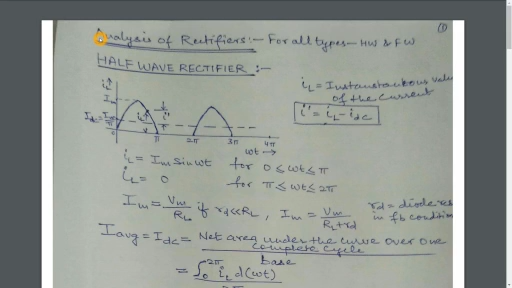 ①
Analysis of Rectifiers:- For all types - HW & FW
HALF WAVE RECTIFIER :-
iL
Im
Idc = Im/π
iL i'
0 π 2π 3π 4π
ωt →
iL = Instantaneous value
of the current
i' = iL - idc
iL = Im sin ωt for 0 ≤ ωt ≤ π
iL = 0 for π ≤ ωt ≤ 2π
Im = Vm/RL if rd << RL , Im = Vm/RL + rd
rd = diode res
in fb condition
Iavg = Idc = Net area under the curve over one
complete cycle
base
= ∫0^2π iL d(ωt)
2π